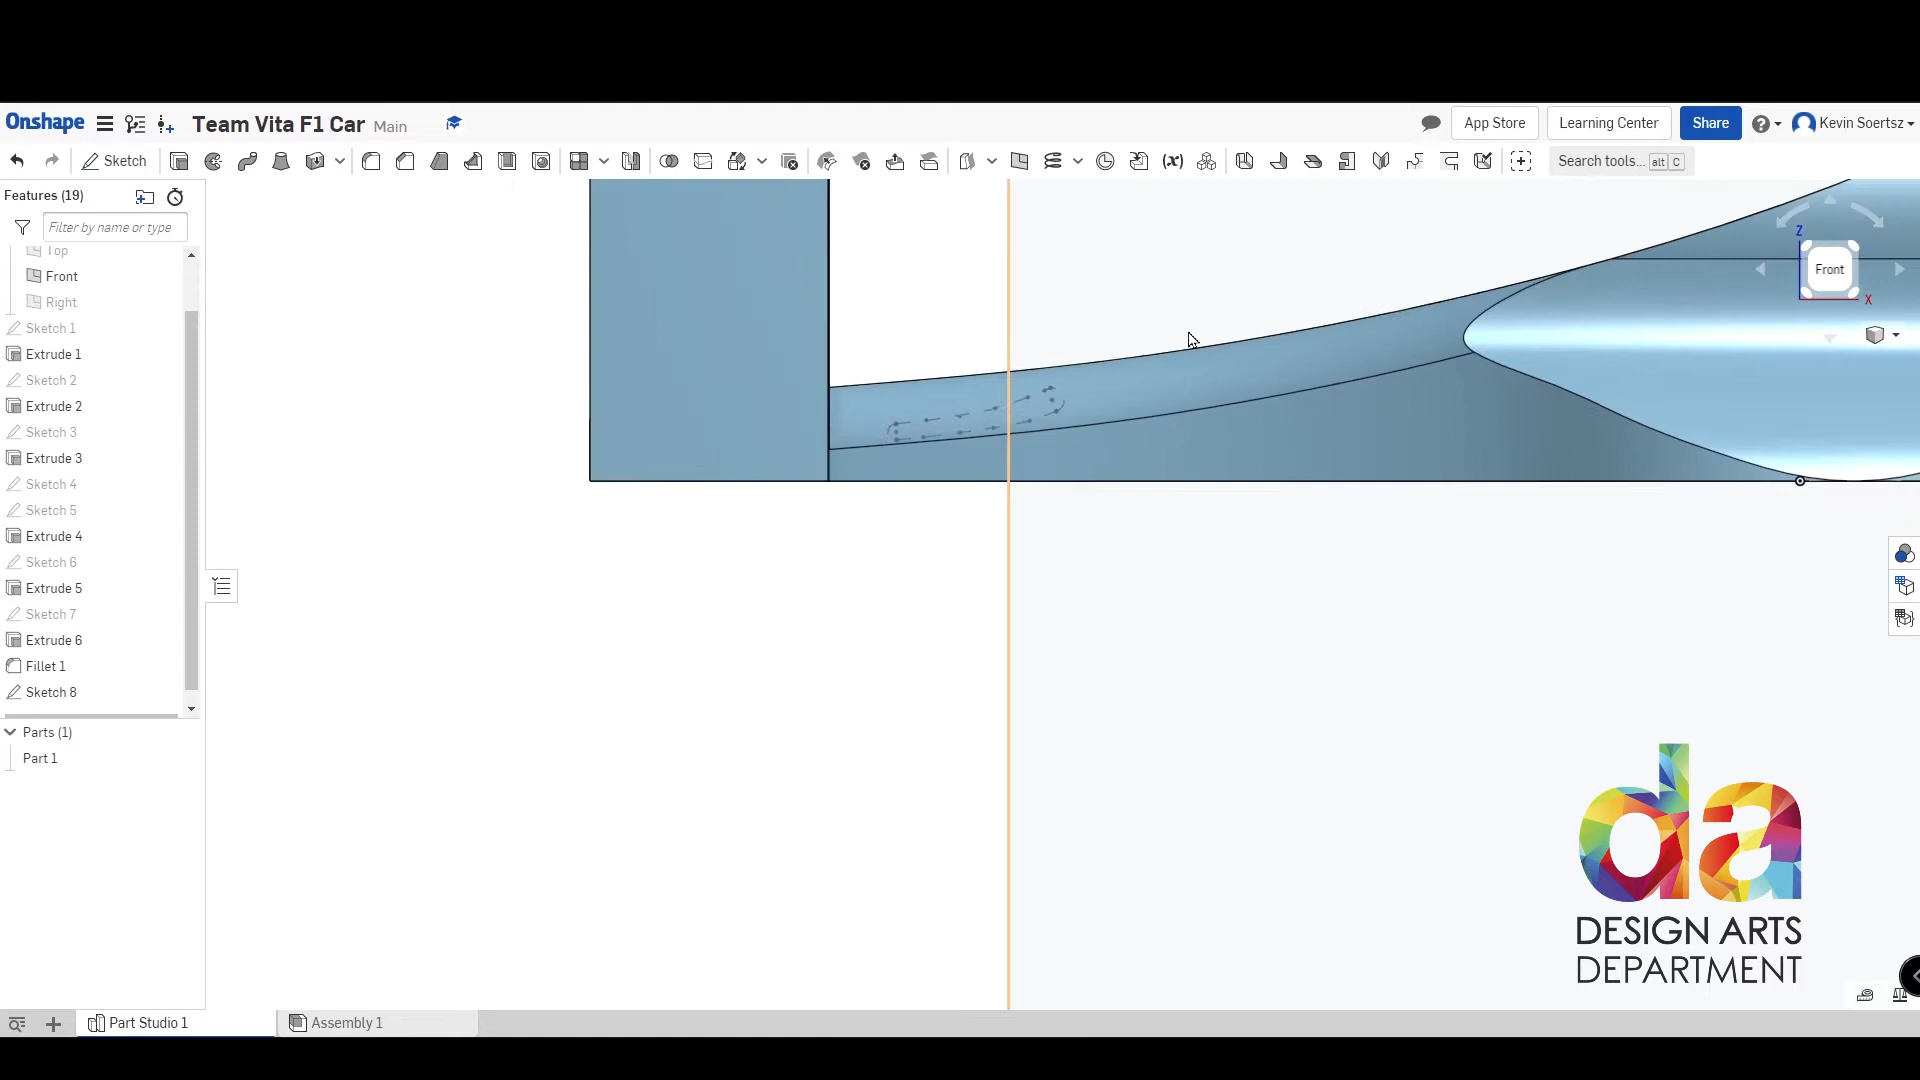 Onshape
Team Vita F1 Car Main
App Store
Learning Center
Share
Kevin Soertsz
Sketch
Search tools... alt C
Features (19)
Filter by name or type
Top
Front
Right
Sketch 1
Extrude 1
Sketch 2
Extrude 2
Sketch 3
Extrude 3
Sketch 4
Sketch 5
Extrude 4
Sketch 6
Extrude 5
Sketch 7
Extrude 6
Fillet 1
Sketch 8
Parts (1)
Part 1
Z
Front
X
da
DESIGN ARTS
DEPARTMENT
Part Studio 1
Assembly 1